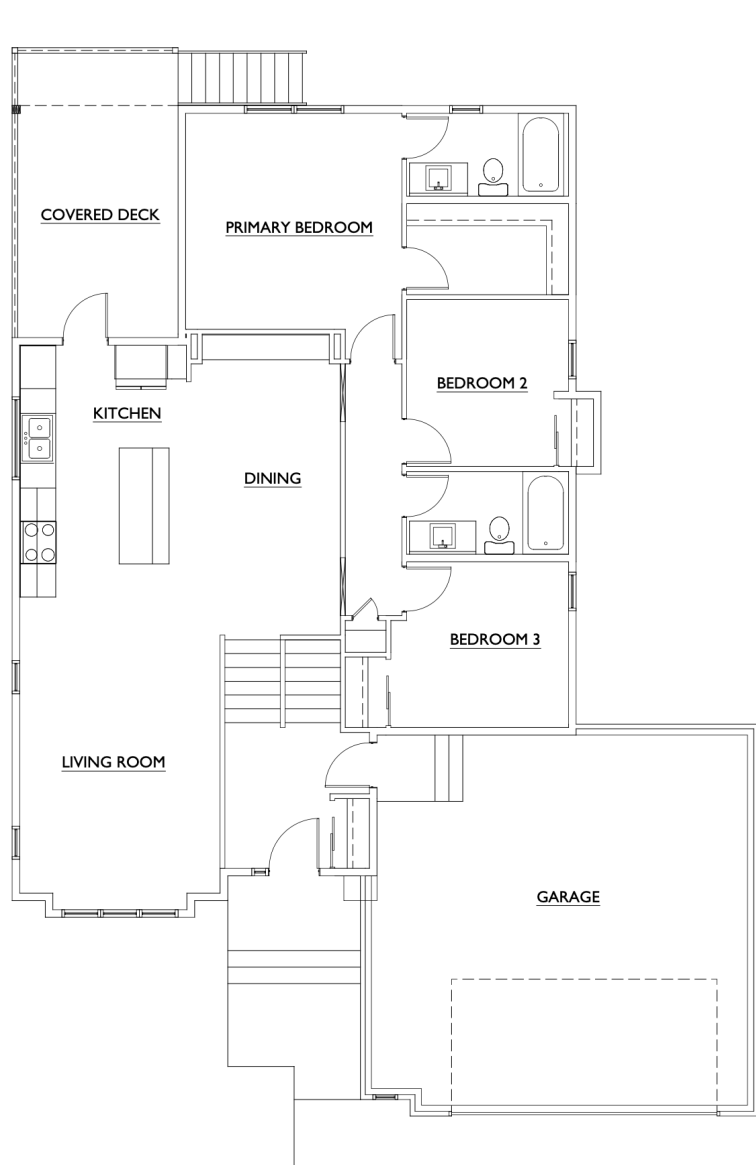 COVERED DECK
PRIMARY BEDROOM
BEDROOM 2
KITCHEN
DINING
BEDROOM 3
LIVING ROOM
GARAGE